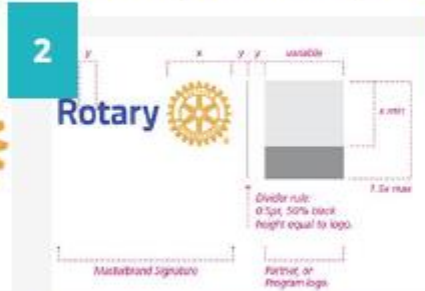 2
y x y y variable
Rotary
x min
1.5x max
Divider rule:
0.5pt, 50% black
height equal to logo.
Masterbrand Signature
Partner, or
Program logo